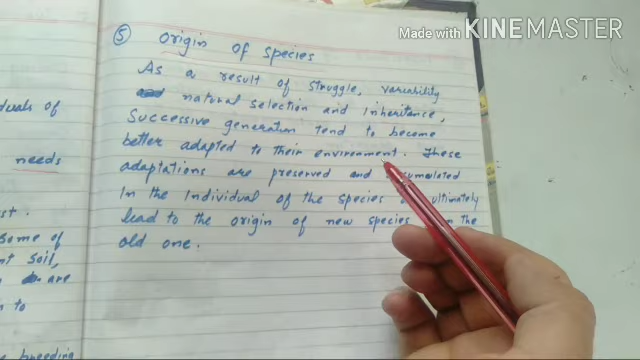 Made with KINEMASTER
⑤ Origin of Species
As a result of struggle, variability
natural selection and inheritance,
Successive generation tend to become
better adapted to their environment. These
adaptations are preserved and
In the Individual of the species ultimately
lead to the origin of new species the
old one.
duals of
needs
Some of
soil,
are
to
breeding